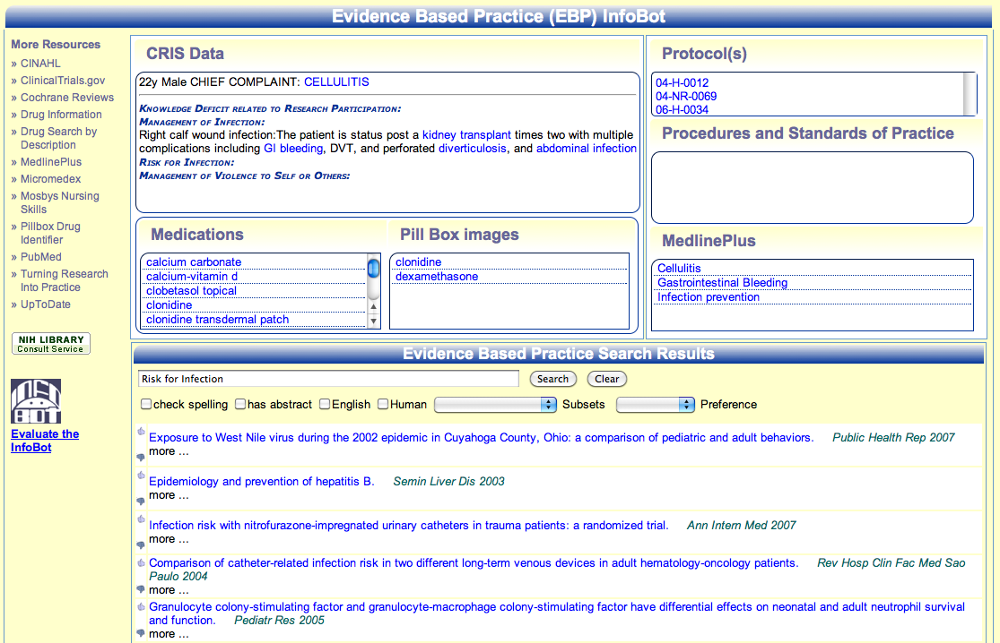 Evidence Based Practice (EBP) InfoBot
More Resources
» CINAHL
» ClinicalTrials.gov
» Cochrane Reviews
» Drug Information
» Drug Search by
Description
» MedlinePlus
» Micromedex
» Mosbys Nursing
Skills
» Pillbox Drug
Identifier
» PubMed
» Turning Research
Into Practice
» UpToDate
NIH LIBRARY
Consult Service
INFO
BOT
Evaluate the
InfoBot
CRIS Data
22y Male CHIEF COMPLAINT: CELLULITIS
Knowledge Deficit related to Research Participation:
Management of Infection:
Right calf wound infection:The patient is status post a kidney transplant times two with multiple
complications including GI bleeding, DVT, and perforated diverticulosis, and abdominal infection
Risk for Infection:
Management of Violence to Self or Others:
Medications
calcium carbonate
calcium-vitamin d
clobetasol topical
clonidine
clonidine transdermal patch
Pill Box images
clonidine
dexamethasone
Protocol(s)
04-H-0012
04-NR-0069
06-H-0034
Procedures and Standards of Practice
MedlinePlus
Cellulitis
Gastrointestinal Bleeding
Infection prevention
Evidence Based Practice Search Results
Risk for Infection Search Clear
check spelling has abstract English Human Subsets Preference
Exposure to West Nile virus during the 2002 epidemic in Cuyahoga County, Ohio: a comparison of pediatric and adult behaviors. Public Health Rep 2007
more ...
Epidemiology and prevention of hepatitis B. Semin Liver Dis 2003
more ...
Infection risk with nitrofurazone-impregnated urinary catheters in trauma patients: a randomized trial. Ann Intern Med 2007
more ...
Comparison of catheter-related infection risk in two different long-term venous devices in adult hematology-oncology patients. Rev Hosp Clin Fac Med Sao
Paulo 2004
more ...
Granulocyte colony-stimulating factor and granulocyte-macrophage colony-stimulating factor have differential effects on neonatal and adult neutrophil survival
and function. Pediatr Res 2005
more ...